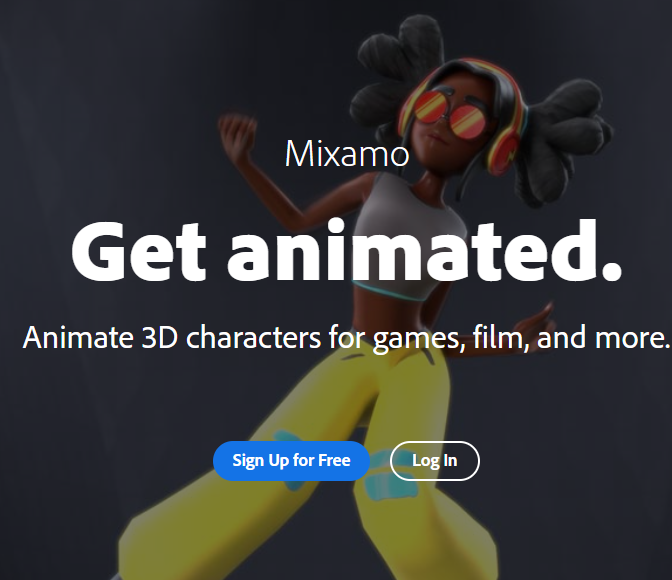 Mixamo
Get animated.
Animate 3D characters for games, film, and more.
Sign Up for Free
Log In